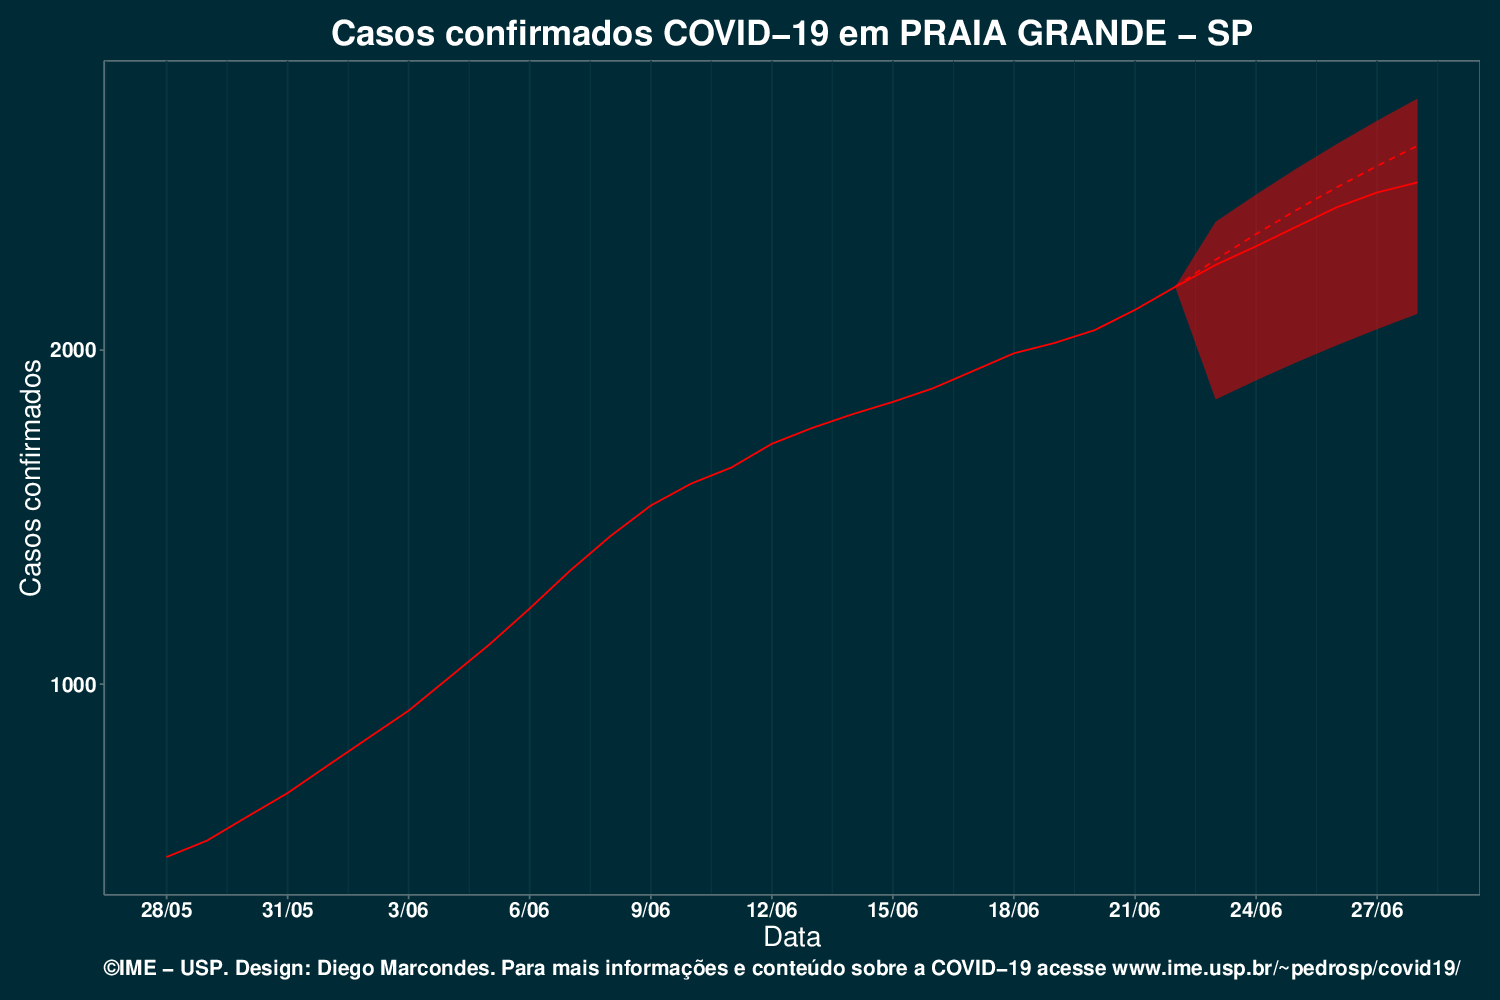 Casos confirmados COVID−19 em PRAIA GRANDE − SP
Casos confirmados
2000
1000
28/05 31/05 3/06 6/06 9/06 12/06 15/06 18/06 21/06 24/06 27/06
Data
©IME − USP. Design: Diego Marcondes. Para mais informações e conteúdo sobre a COVID−19 acesse www.ime.usp.br/~pedrosp/covid19/